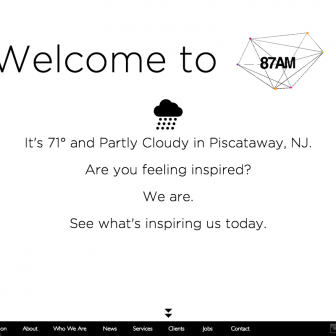 Welcome to
87AM
It's 71° and Partly Cloudy in Piscataway, NJ.
Are you feeling inspired?
We are.
See what's inspiring us today.
on About Who We Are News Services Clients Jobs Contact